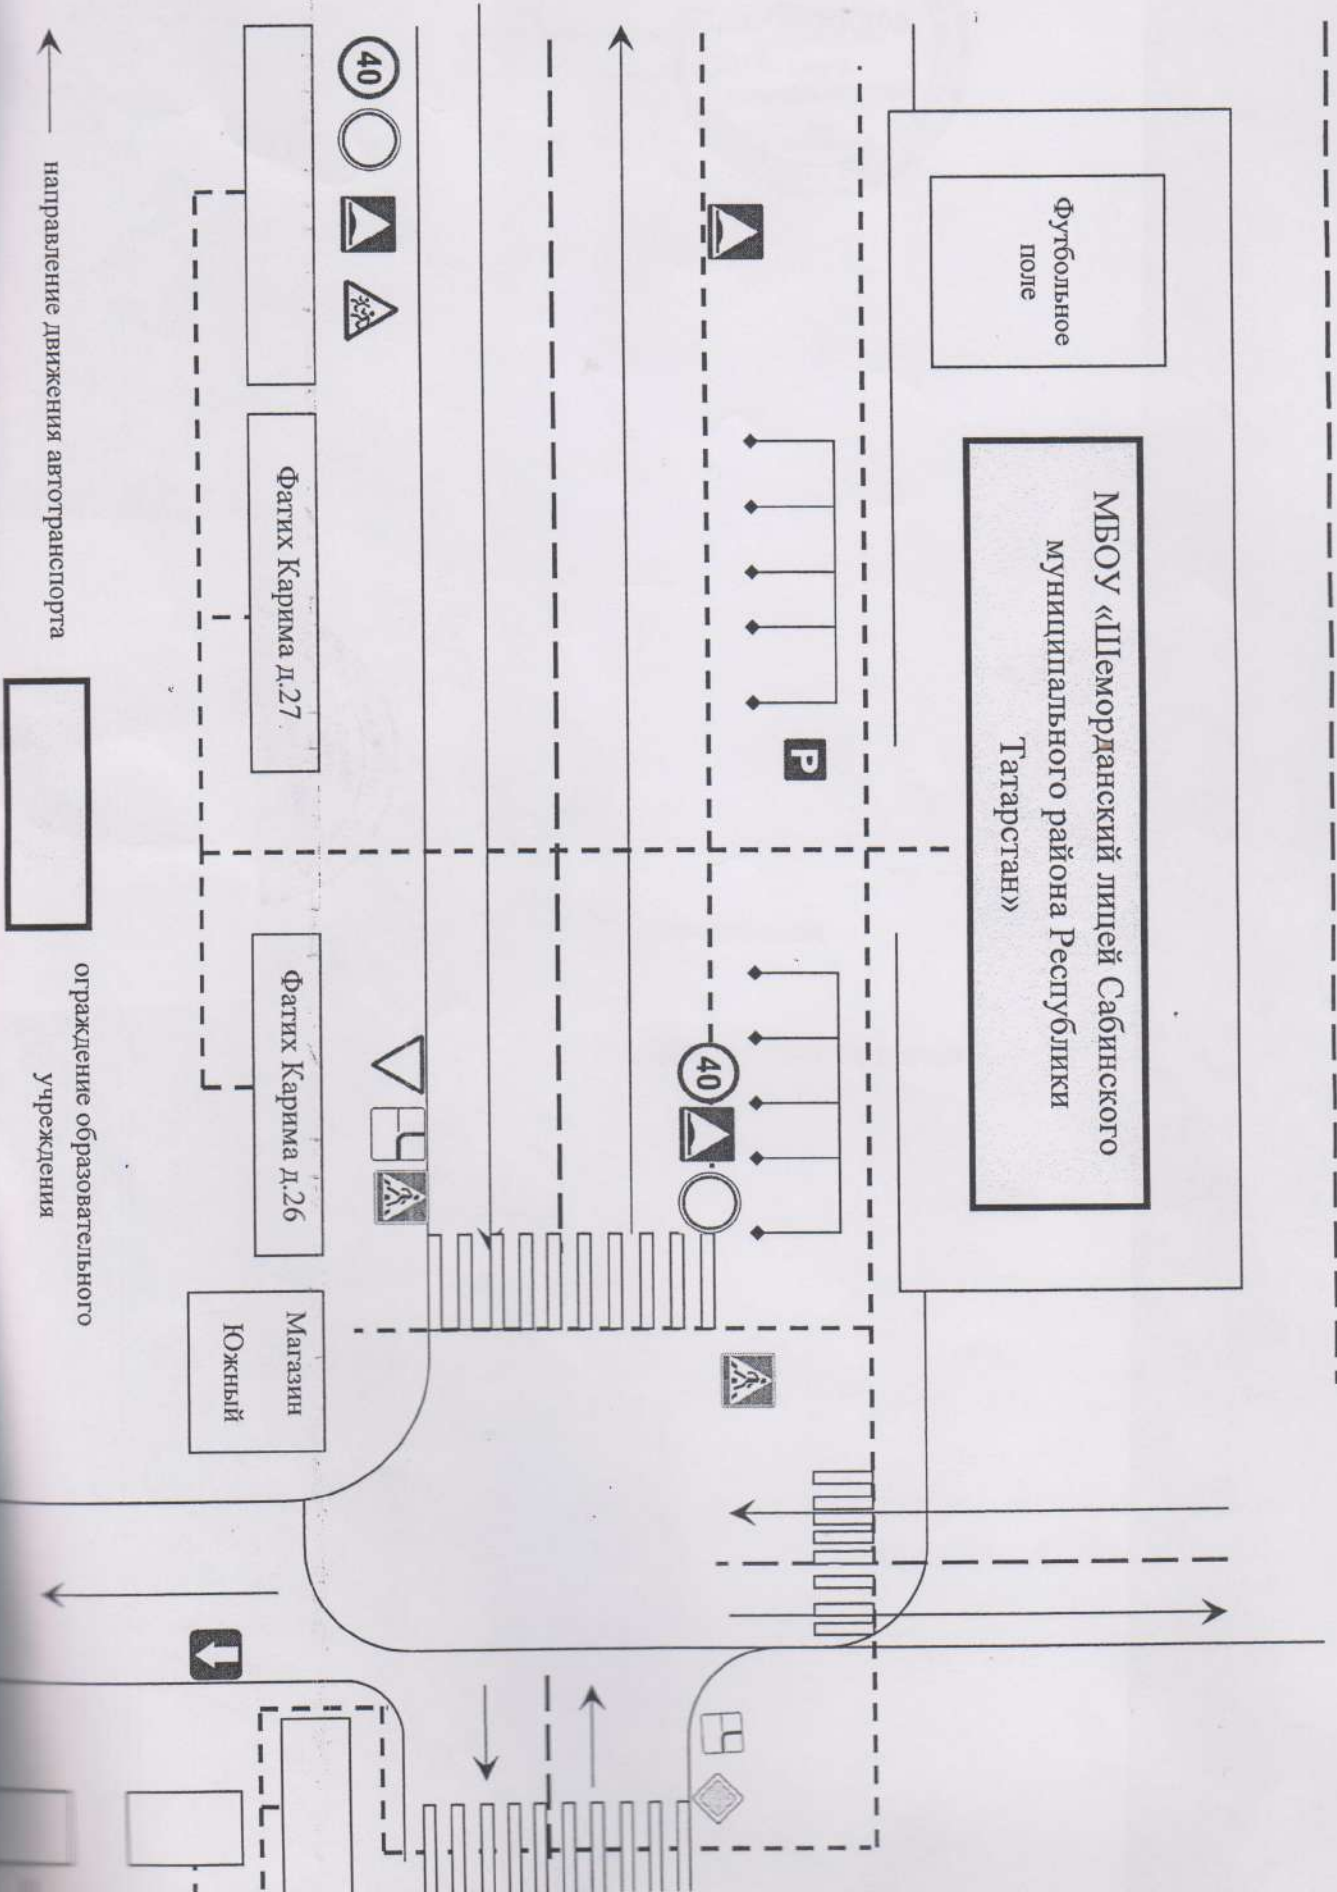 МБОУ «Шеморданский лицей Сабинского
муниципального района Республики
Татарстан»
Футбольное
поле
P
40
40
Фатих Карима д.27
Фатих Карима д.26
Магазин
Южный
направление движения автотранспорта
ограждение образовательного
учреждения